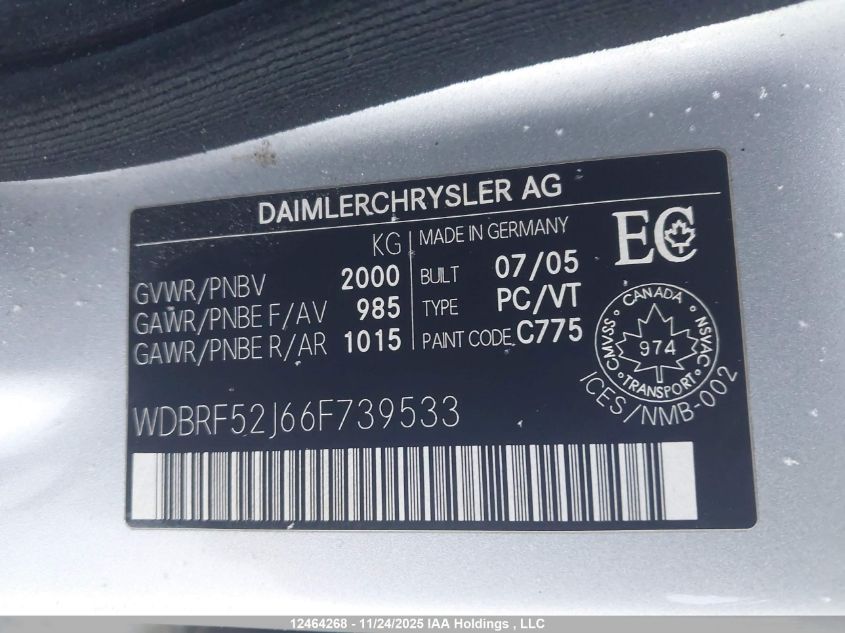 DAIMLERCHRYSLER AG
KG
GVWR/PNBV 2000
GAWR/PNBE F/AV 985
GAWR/PNBE R/AR 1015
MADE IN GERMANY
BUILT 07/05
TYPE PC/VT
PAINT CODE C775
EC
CANADA
CMVSS 974 NSVAC
TRANSPORT
ICES/NMB-002
WDBRF52J66F739533
12464268 - 11/24/2025 IAA Holdings , LLC